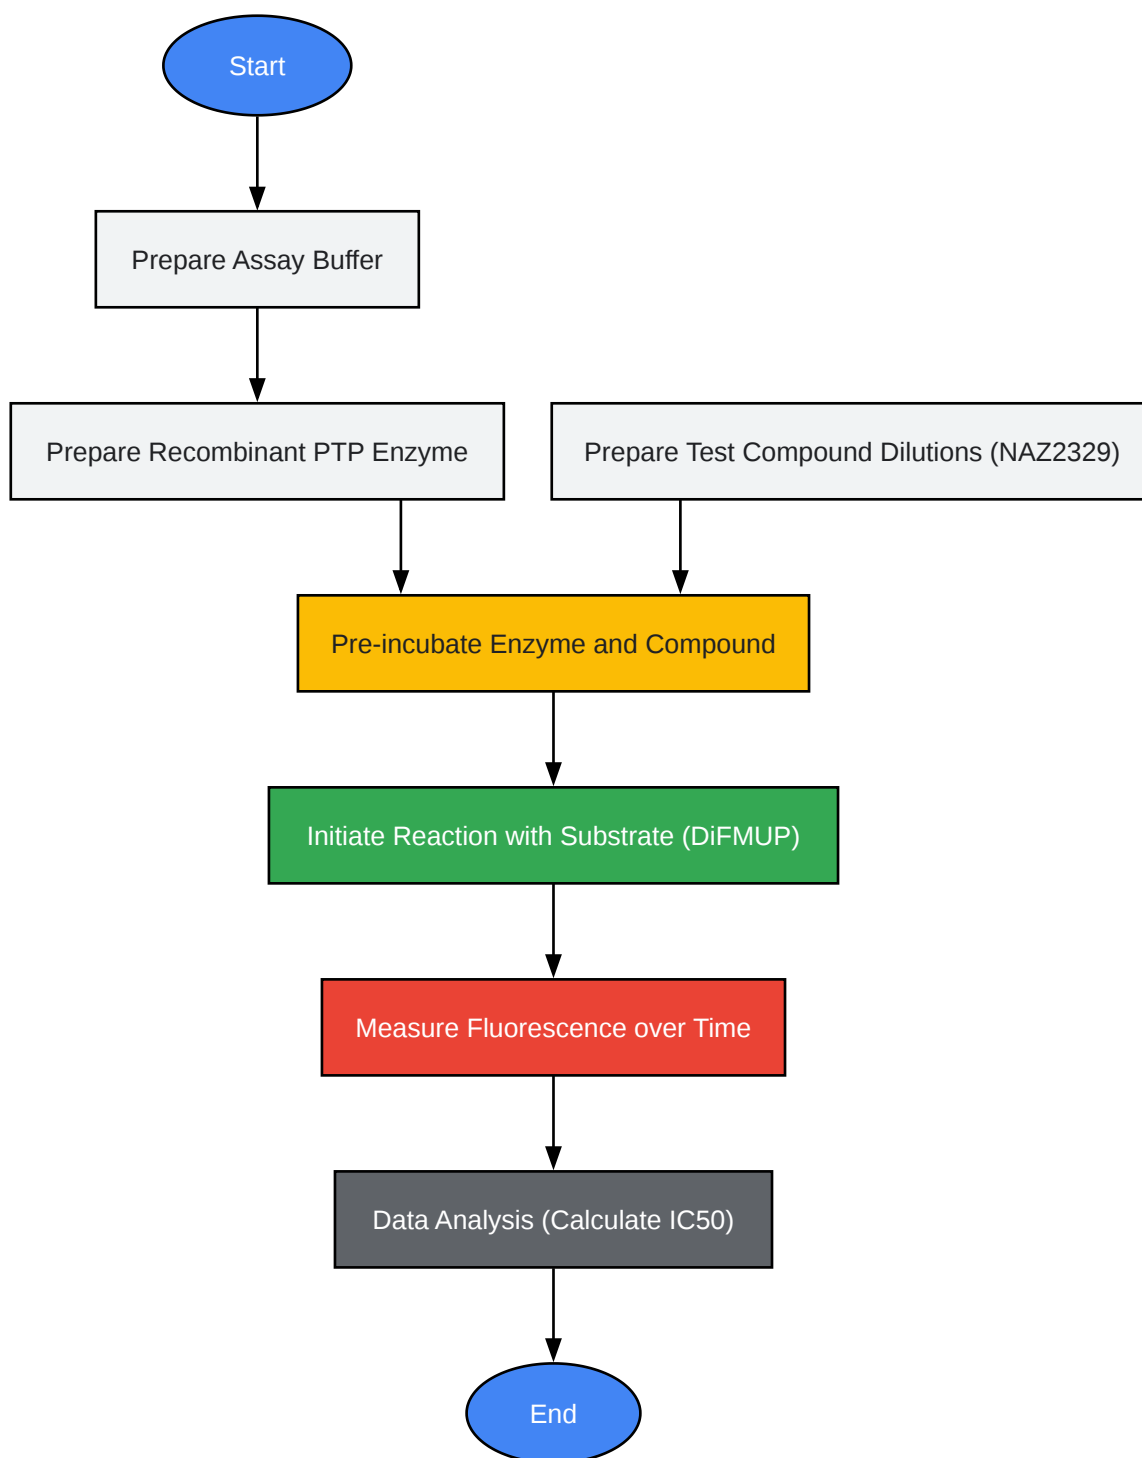 Start
Prepare Assay Buffer
Prepare Recombinant PTP Enzyme
Prepare Test Compound Dilutions (NAZ2329)
Pre-incubate Enzyme and Compound
Initiate Reaction with Substrate (DiFMUP)
Measure Fluorescence over Time
Data Analysis (Calculate IC50)
End